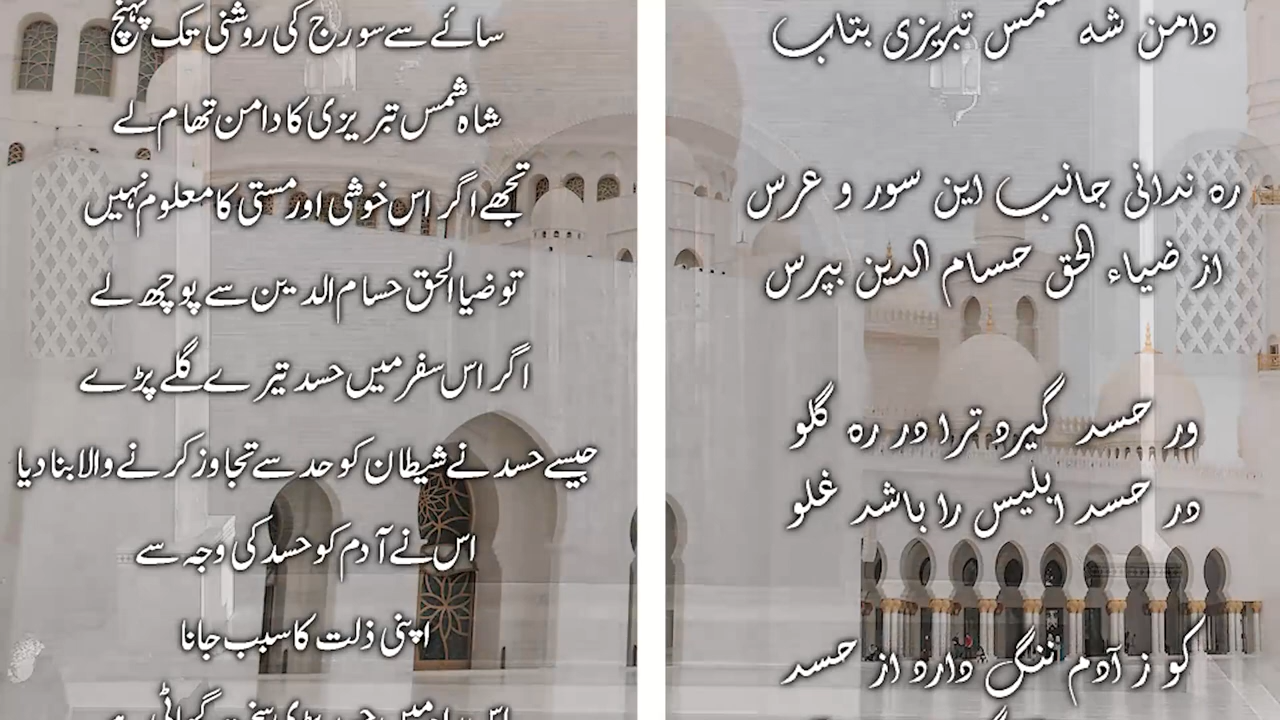 دامن شہ شمس تبریزی بتاب
رہ ندانی جانب این سور و عرس
از ضیاء الحق حسام الدین بپرس
ور حسد گیرد ترا در رہ گلو
در حسد ابلیس را باشد غلو
کو ز آدم ننگ دارد از حسد
سائے سے سورج کی روشنی تک پہنچ
شاہ شمس تبریزی کا دامن تھام لے
تجھے اگر اس خوشی اور مستی کا معلوم نہیں
تو ضیا الحق حسام الدین سے پوچھ لے
اگر اس سفر میں حسد تیرے گلے پڑے
جیسے حسد نے شیطان کو حد سے تجاوز کرنے والا بنا دیا
اس نے آدم کو حسد کی وجہ سے
اپنی ذلت کا سبب جانا